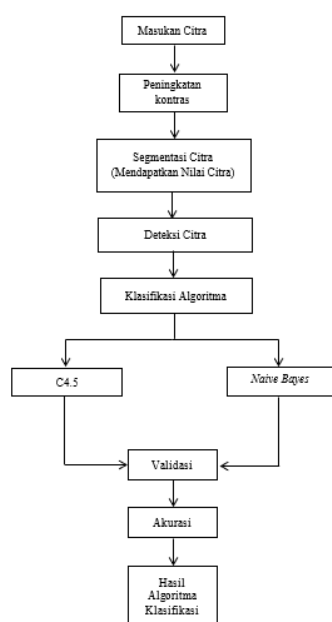 Masukan Citra
Peningkatan
kontras
Segmentasi Citra
(Mendapatkan Nilai Citra)
Deteksi Citra
Klasifikasi Algoritma
C4.5
Naive Bayes
Validasi
Akurasi
Hasil
Algoritma
Klasifikasi